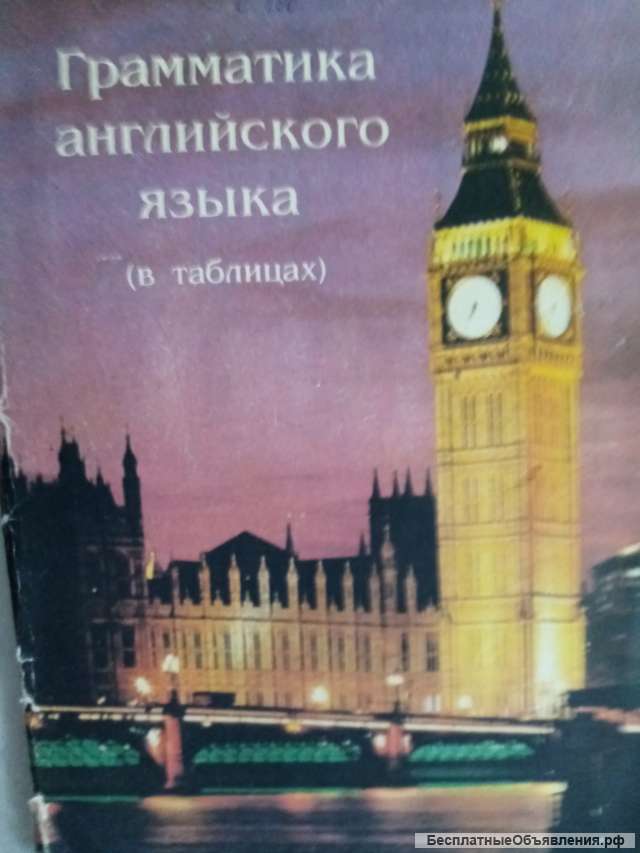 Грамматика
английского
языка
(в таблицах)
БесплатныеОбъявления.рф